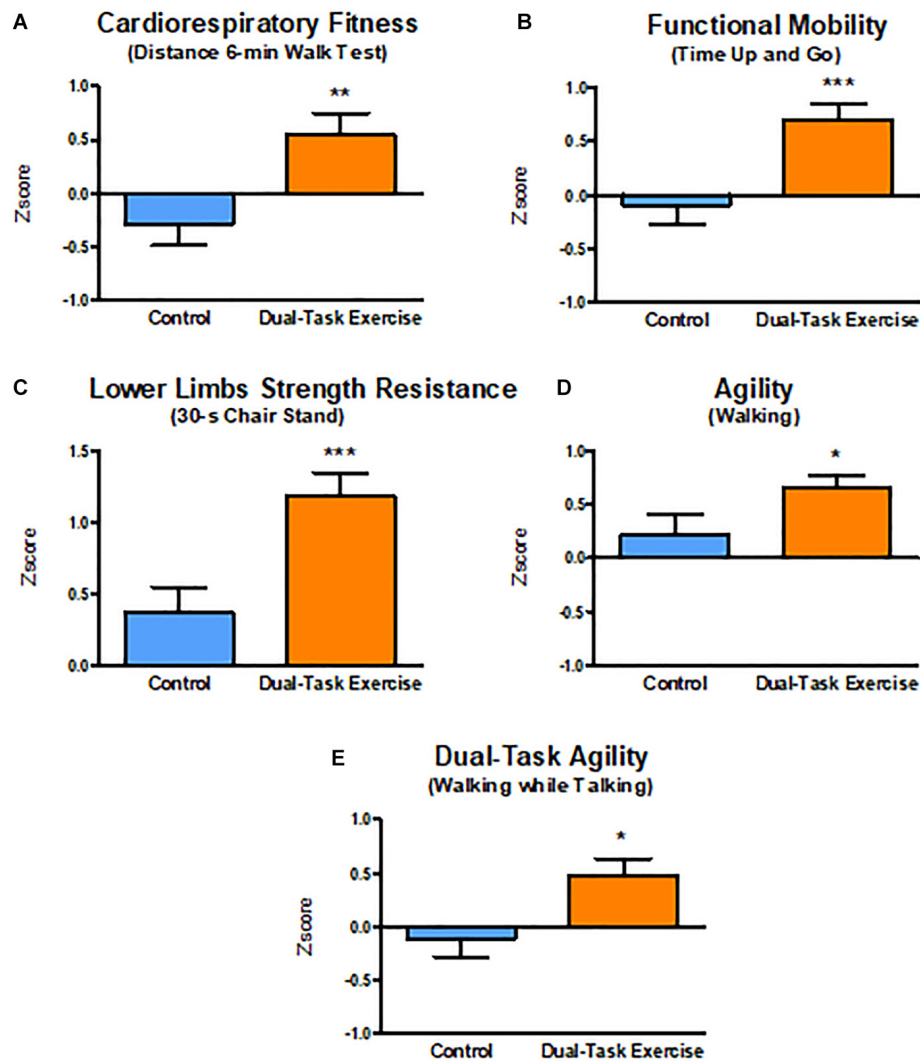 A
Cardiorespiratory Fitness
(Distance 6-min Walk Test)
**
1.0
0.5
0.0
-0.5
-1.0
Zscore
Control Dual-Task Exercise
B
Functional Mobility
(Time Up and Go)
***
1.0
0.5
0.0
-0.5
-1.0
Zscore
Control Dual-Task Exercise
C
Lower Limbs Strength Resistance
(30-s Chair Stand)
***
1.5
1.0
0.5
0.0
Zscore
Control Dual-Task Exercise
D
Agility
(Walking)
*
1.0
0.5
0.0
-0.5
-1.0
Zscore
Control Dual-Task Exercise
E
Dual-Task Agility
(Walking while Talking)
*
1.0
0.5
0.0
-0.5
-1.0
Zscore
Control Dual-Task Exercise